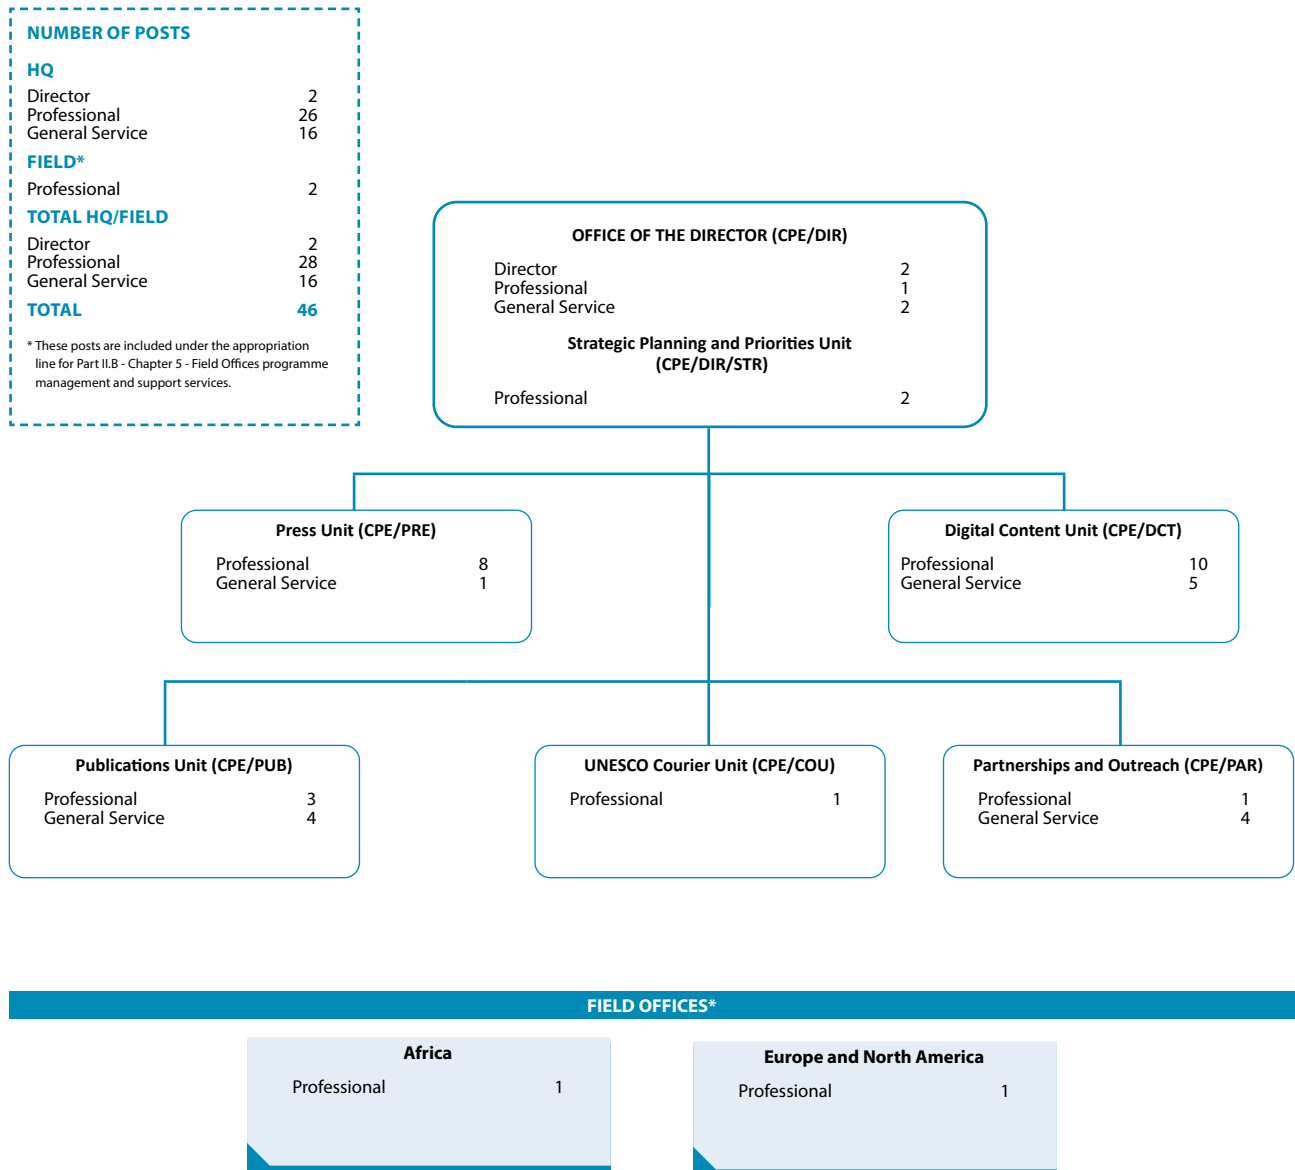 NUMBER OF POSTS
HQ
Director 2
Professional 26
General Service 16
FIELD*
Professional 2
TOTAL HQ/FIELD
Director 2
Professional 28
General Service 16
TOTAL 46
* These posts are included under the appropriation
line for Part II.B - Chapter 5 - Field Offices programme
management and support services.
OFFICE OF THE DIRECTOR (CPE/DIR)
Director 2
Professional 1
General Service 2
Strategic Planning and Priorities Unit
(CPE/DIR/STR)
Professional 2
Press Unit (CPE/PRE)
Professional 8
General Service 1
Digital Content Unit (CPE/DCT)
Professional 10
General Service 5
Publications Unit (CPE/PUB)
Professional 3
General Service 4
UNESCO Courier Unit (CPE/COU)
Professional 1
Partnerships and Outreach (CPE/PAR)
Professional 1
General Service 4
FIELD OFFICES*
Africa
Professional 1
Europe and North America
Professional 1